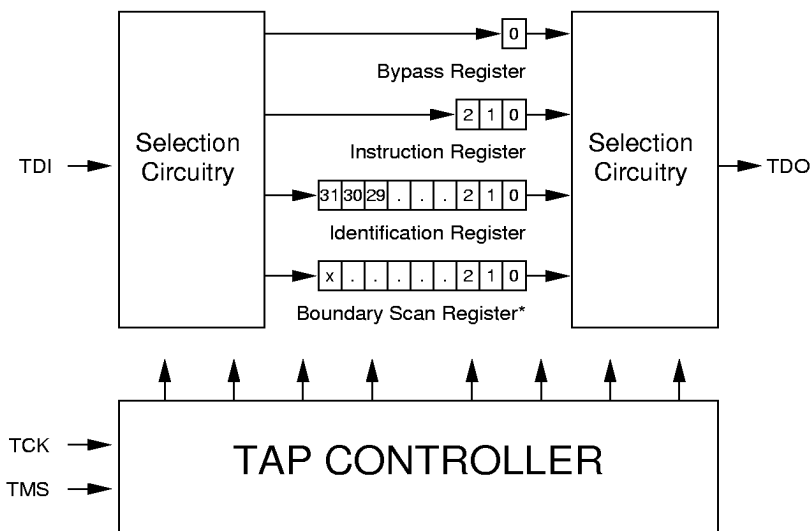 0
Bypass Register
2 1 0
Selection
Circuitry
Instruction Register
Selection
Circuitry
TDI
TDO
31 30 29 . . . 2 1 0
Identification Register
x . . . . . 2 1 0
Boundary Scan Register*
TCK
TMS
TAP CONTROLLER